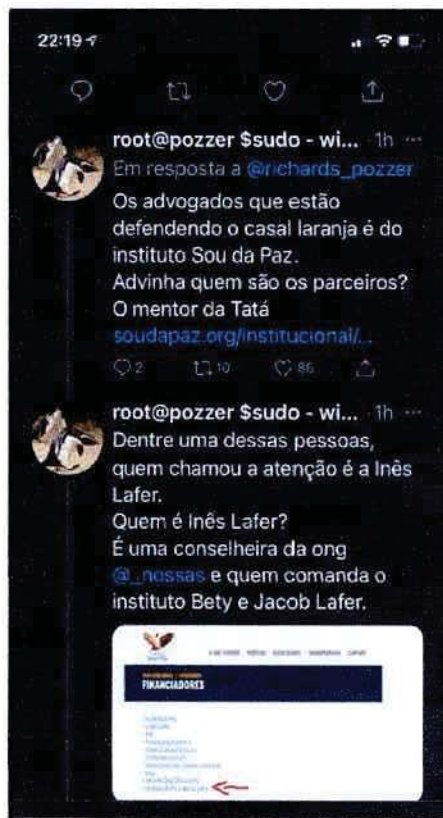 22:19
root@pozzer $sudo - wi... · 1h ···
Em resposta a @richards_pozzer
Os advogados que estão
defendendo o casal laranja é do
instituto Sou da Paz.
Advinha quem são os parceiros?
O mentor da Tatá
soudapaz.org/institucional/...
2 10 86
root@pozzer $sudo - wi... · 1h ···
Dentre uma dessas pessoas,
quem chamou a atenção é a Inês
Lafer.
Quem é Inês Lafer?
É uma conselheira da ong
@_nossas e quem comanda o
instituto Bety e Jacob Lafer.
FINANCIADORES